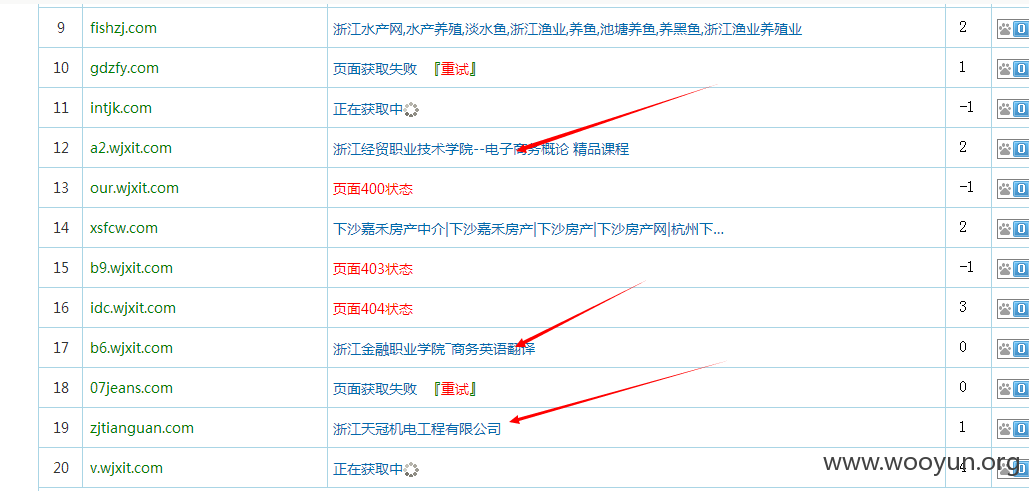 9 fishzj.com 浙江水产网,水产养殖,淡水鱼,浙江渔业,养鱼,池塘养鱼,养黑鱼,浙江渔业养殖业 2 0
10 gdzfy.com 页面获取失败 『重试』 1 0
11 intjk.com 正在获取中 -1 0
12 a2.wjxit.com 浙江经贸职业技术学院--电子商务概论 精品课程 2 0
13 our.wjxit.com 页面400状态 -1 0
14 xsfcw.com 下沙嘉禾房产中介|下沙嘉禾房产|下沙房产|下沙房产网|杭州下... 2 0
15 b9.wjxit.com 页面403状态 -1 0
16 idc.wjxit.com 页面404状态 3 0
17 b6.wjxit.com 浙江金融职业学院¯商务英语翻译 0 0
18 07jeans.com 页面获取失败 『重试』 0 0
19 zjtianguan.com 浙江天冠机电工程有限公司 1 0
20 v.wjxit.com 正在获取中 4 0
www.wooyun.org